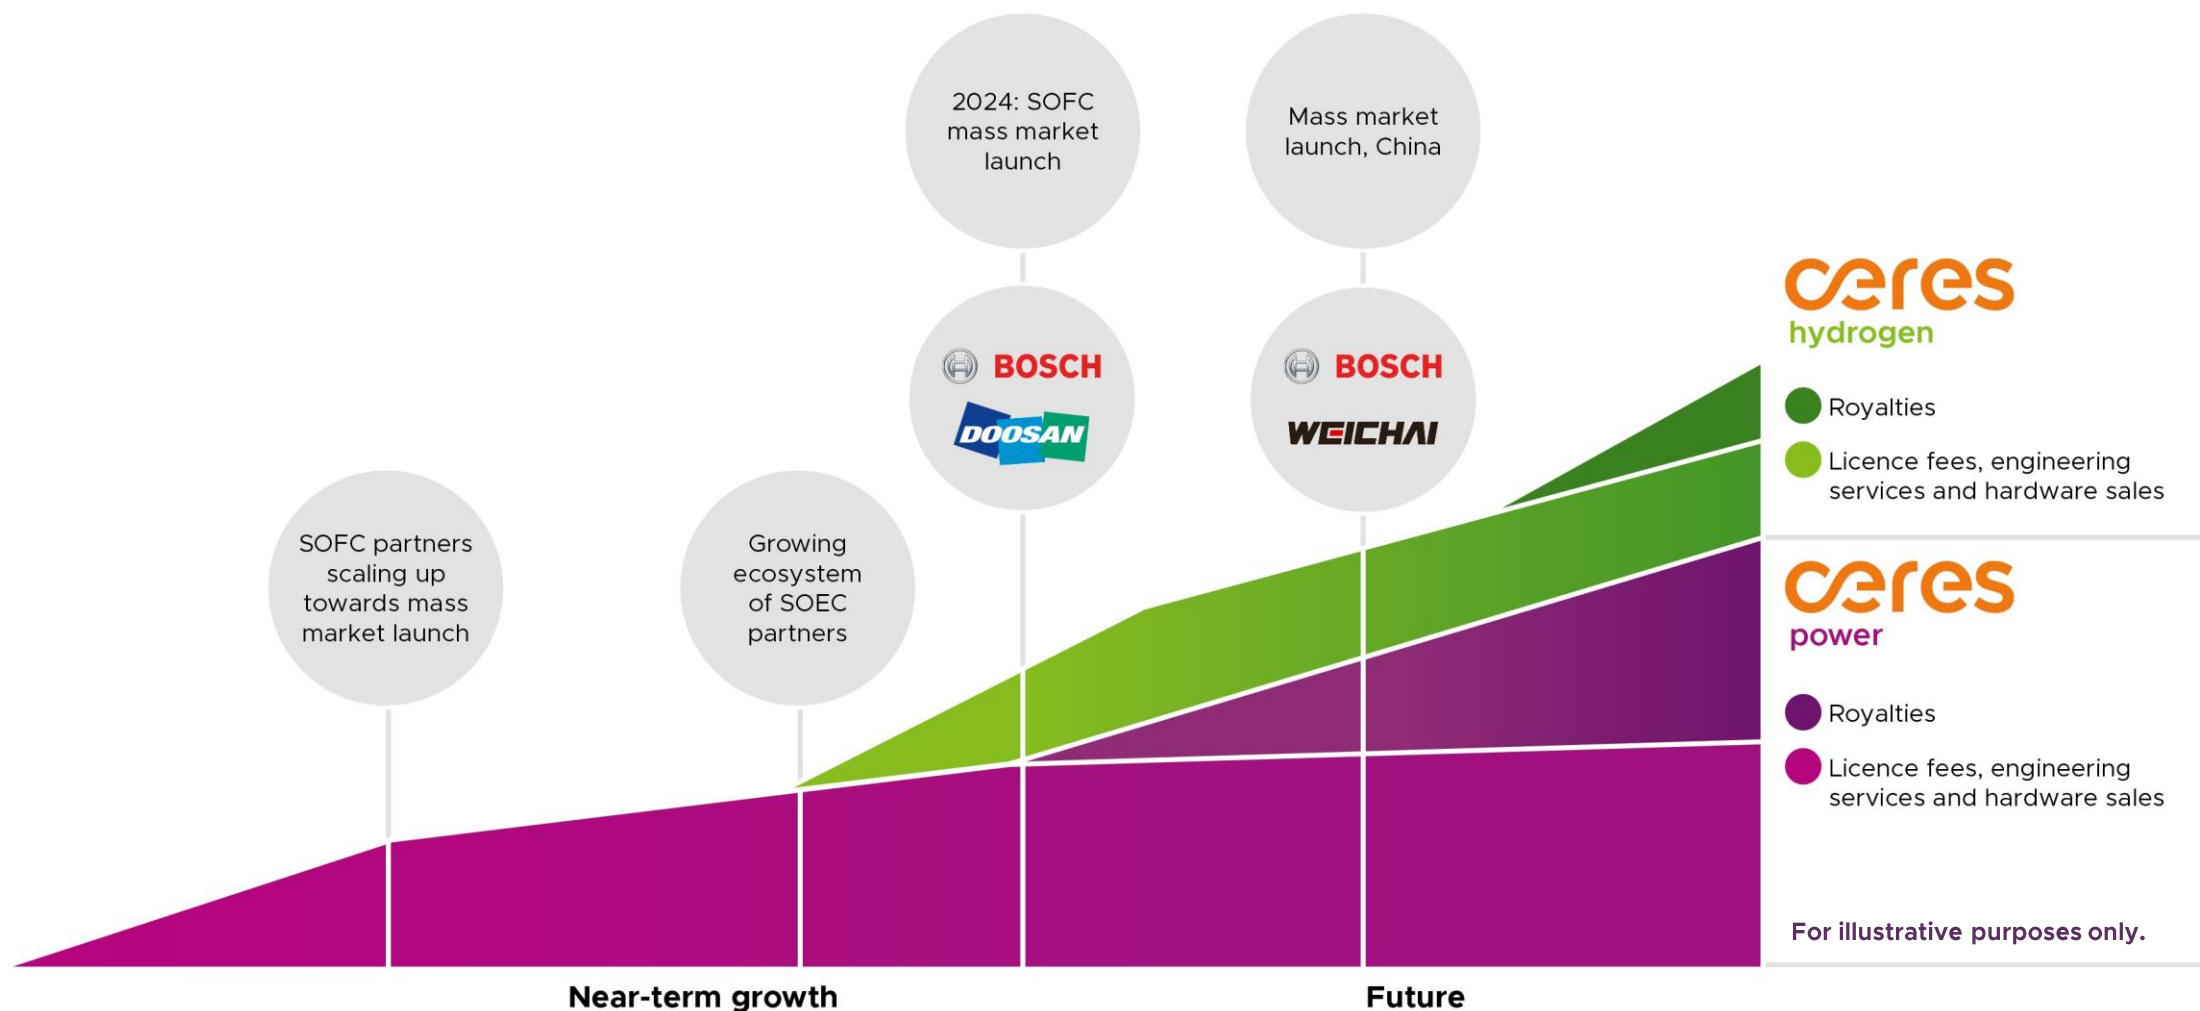 2024: SOFC
mass market
launch
Mass market
launch, China
BOSCH
DOOSAN
BOSCH
WEICHAI
SOFC partners
scaling up
towards mass
market launch
Growing
ecosystem
of SOEC
partners
ceres
hydrogen
Royalties
Licence fees, engineering
services and hardware sales
ceres
power
Royalties
Licence fees, engineering
services and hardware sales
For illustrative purposes only.
Near-term growth
Future